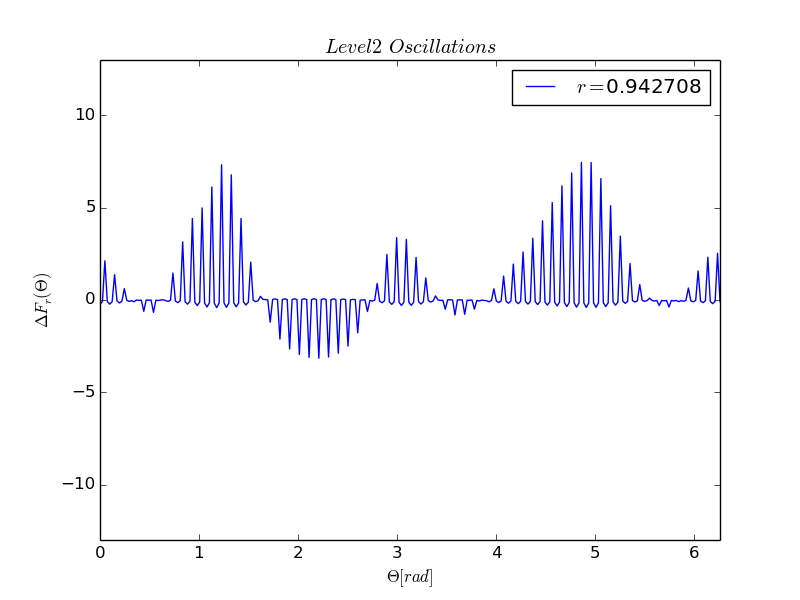 Level2 Oscillations
r=0.942708
10
5
0
−5
−10
ΔF_r(Θ)
0 1 2 3 4 5 6
Θ[rad]